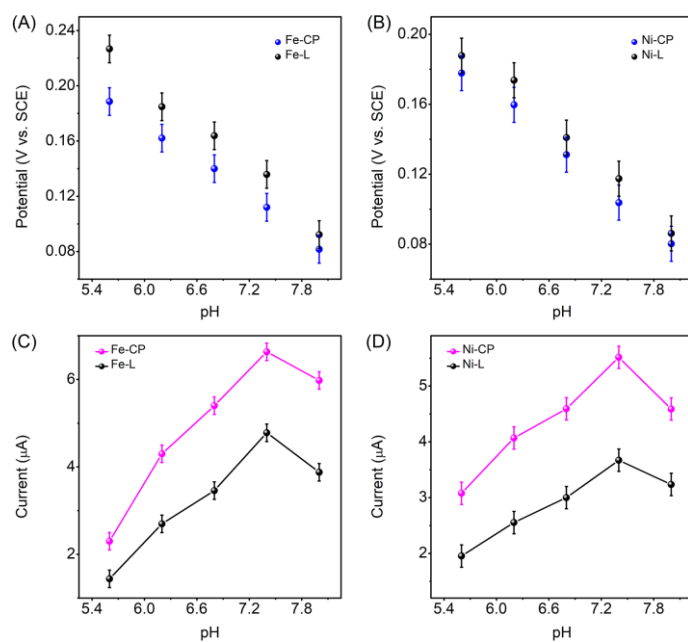 (A)
Fe-CP
Fe-L
0.24
0.20
0.16
0.12
0.08
Potential (V vs. SCE)
5.4 6.0 6.6 7.2 7.8
pH
(B)
Ni-CP
Ni-L
0.20
0.16
0.12
0.08
Potential (V vs. SCE)
5.4 6.0 6.6 7.2 7.8
pH
(C)
Fe-CP
Fe-L
6
4
2
Current (μA)
5.4 6.0 6.6 7.2 7.8
pH
(D)
Ni-CP
Ni-L
5
4
3
2
Current (μA)
5.4 6.0 6.6 7.2 7.8
pH